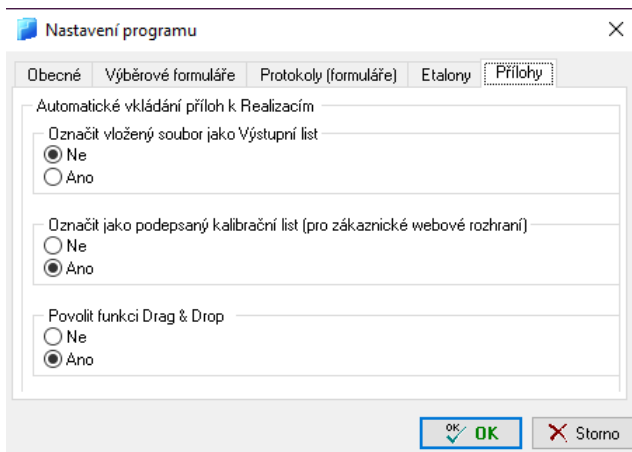 Nastavení programu
Obecné Výběrové formuláře Protokoly (formuláře) Etalony Přílohy
Automatické vkládání příloh k Realizacím
Označit vložený soubor jako Výstupní list
Ne
Ano
Označit jako podepsaný kalibrační list (pro zákaznické webové rozhraní)
Ne
Ano
Povolit funkci Drag & Drop
Ne
Ano
OK OK Storno